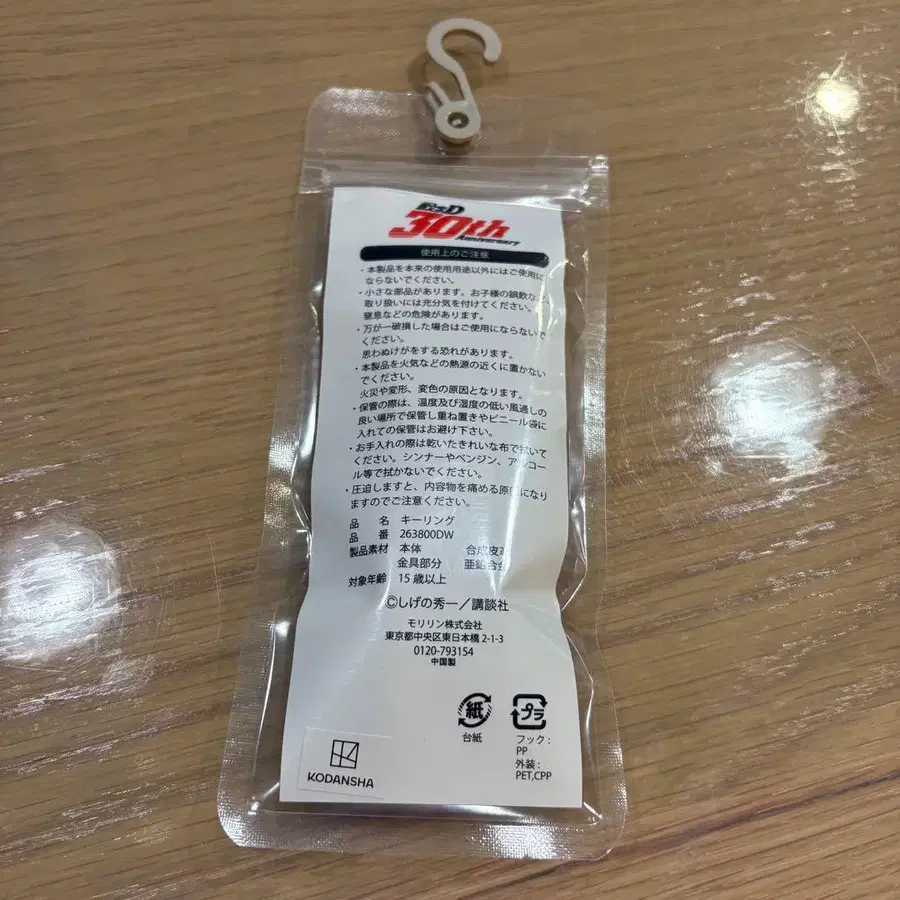 頭文字D
30th
Anniversary
使用上のご注意
・本製品を本来の使用用途以外にはご使用に
ならないでください。
・小さな部品があります。お子様の誤飲など
取り扱いには充分気を付けてください。
窒息などの危険があります。
・万が一破損した場合はご使用にならないで
ください。
思わぬけがをする恐れがあります。
・本製品を火気などの熱源の近くに置かない
でください。
火災や変形、変色の原因となります。
・保管の際は、温度及び湿度の低い風通しの
良い場所で保管し重ね置きやビニール袋に
入れての保管はお避け下さい。
・お手入れの際は乾いたきれいな布で拭いて
ください。シンナーやベンジン、アルコー
ル等で拭かないでください。
・圧迫しますと、内容物を痛める原因になり
ますのでご注意ください。
品 名 キーリング
品 番 263800DW
製品素材 本体 合成皮革
金具部分 亜鉛合金
対象年齢 15歳以上
©しげの秀一／講談社
モリリン株式会社
東京都中央区東日本橋2-1-3
0120-793154
中国製
紙
台紙
プラ
フック：
PP
外装：
PET,CPP
KODANSHA